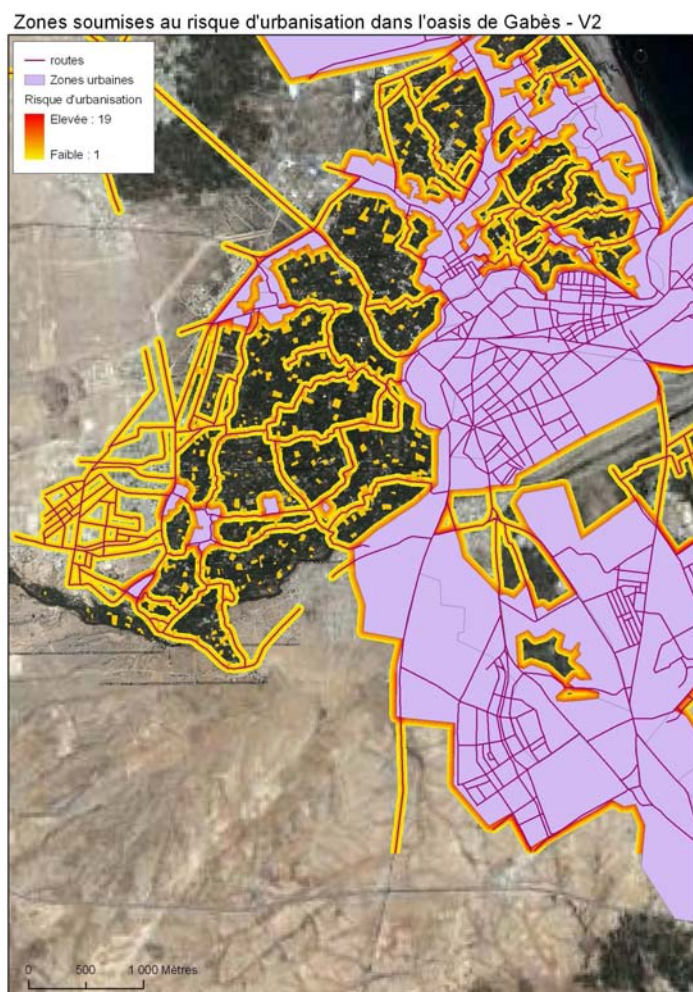 Zones soumises au risque d'urbanisation dans l'oasis de Gabès - V2
routes
Zones urbaines
Risque d'urbanisation
Elevée : 19
Faible : 1
0 500 1 000 Mètres